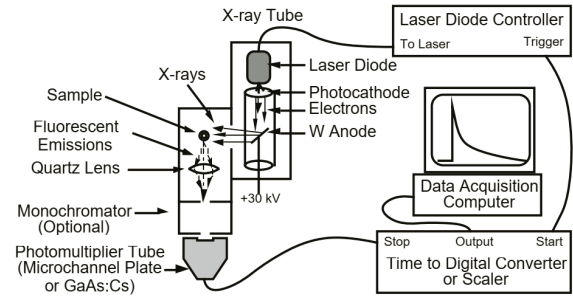 X-ray Tube
Laser Diode Controller
To Laser
Trigger
Laser Diode
X-rays
Photocathode
Sample
Electrons
W Anode
Fluorescent
Emissions
Quartz Lens
+30 kV
Data Acquisition
Computer
Monochromator
(Optional)
Photomultiplier Tube
(Microchannel Plate
or GaAs:Cs)
Stop
Output
Start
Time to Digital Converter
or Scaler